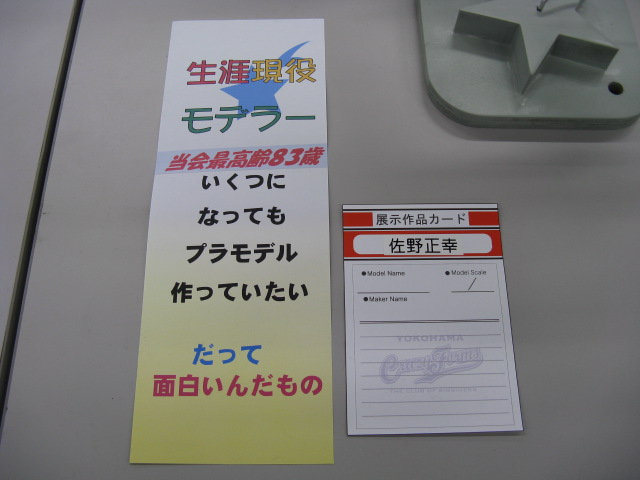 生涯現役
モデラー
当会最高齢83歳
いくつに
なっても
プラモデル
作っていたい
だって
面白いんだもの
展示作品カード
佐野正幸
●Model Name
●Model Scale
/
●Maker Name
YOKOHAMA